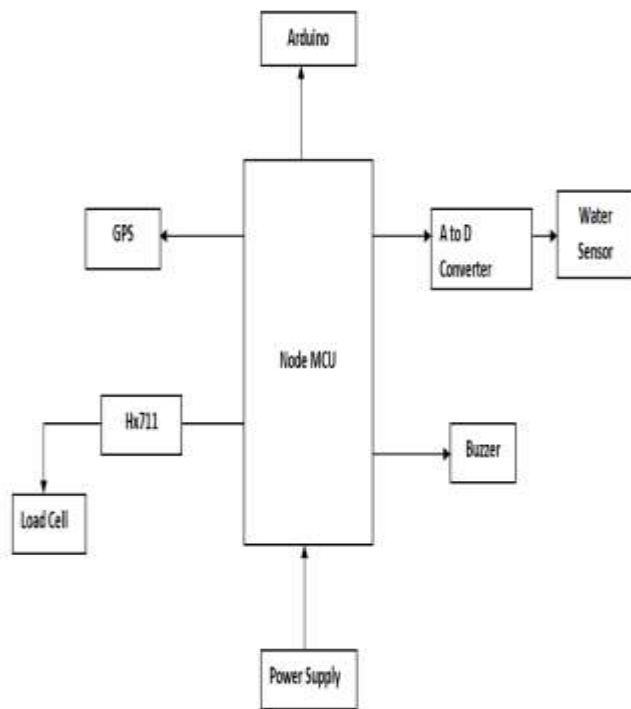 Arduino
GPS
A to D
Converter
Water
Sensor
Node MCU
Hx711
Buzzer
Load Cell
Power Supply